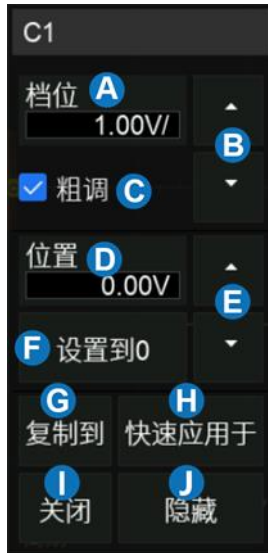 C1
档位 A
1.00V/
B
粗调 C
位置 D
0.00V
E
F 设置到0
G H
复制到 快速应用于
I J
关闭 隐藏